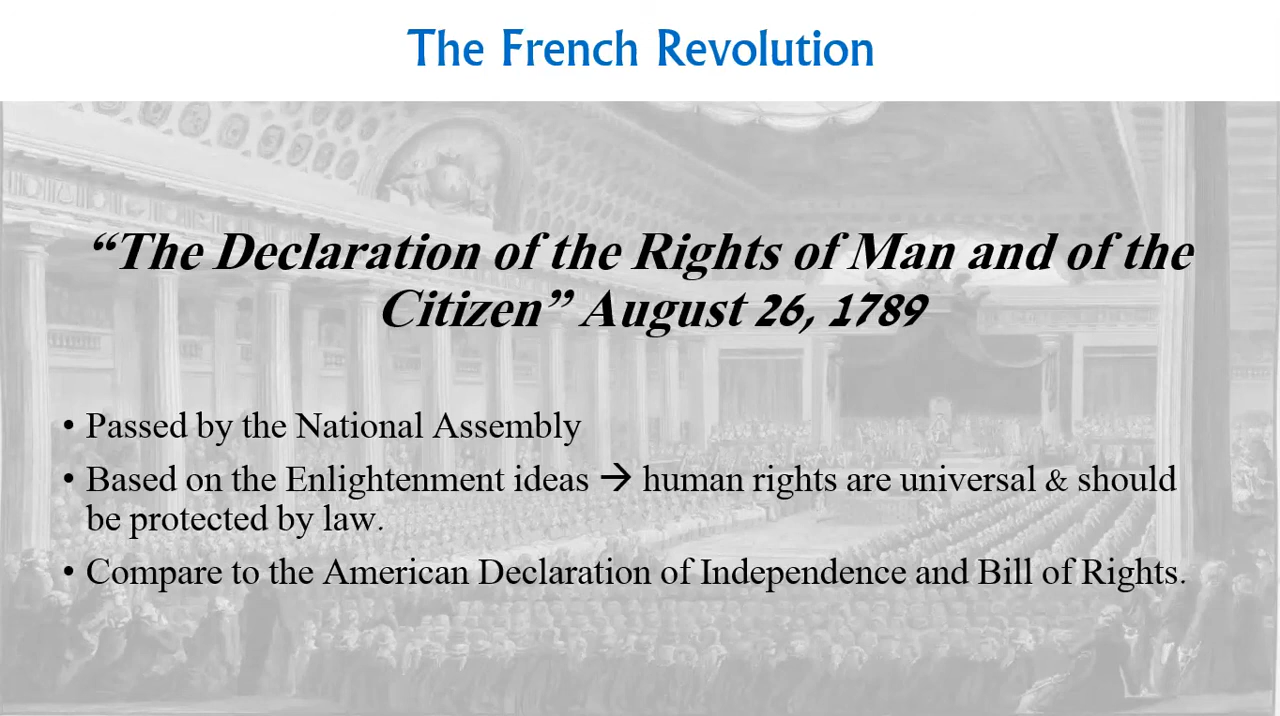 The French Revolution
“The Declaration of the Rights of Man and of the
Citizen” August 26, 1789
• Passed by the National Assembly
• Based on the Enlightenment ideas → human rights are universal & should
be protected by law.
• Compare to the American Declaration of Independence and Bill of Rights.